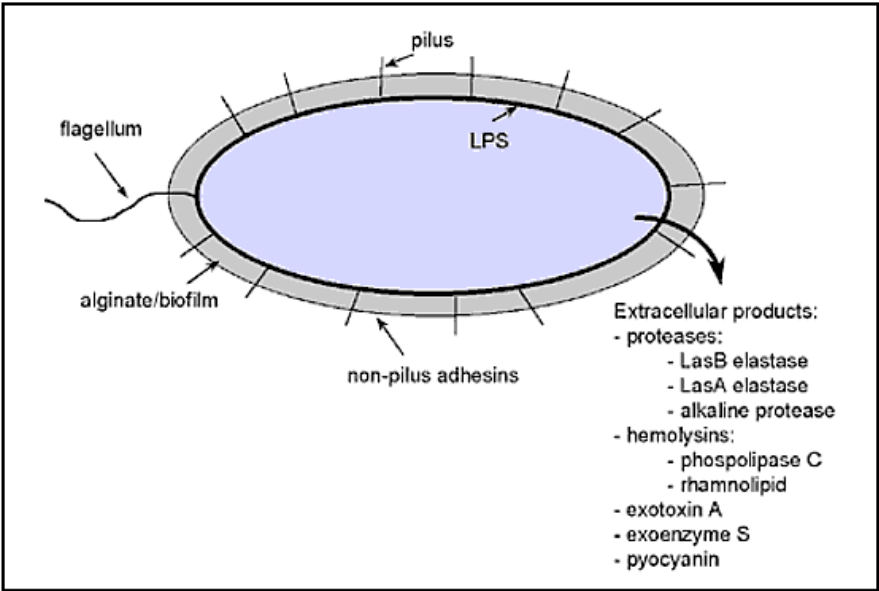 pilus
flagellum
LPS
alginate/biofilm
non-pilus adhesins
Extracellular products:
- proteases:
- LasB elastase
- LasA elastase
- alkaline protease
- hemolysins:
- phospolipase C
- rhamnolipid
- exotoxin A
- exoenzyme S
- pyocyanin